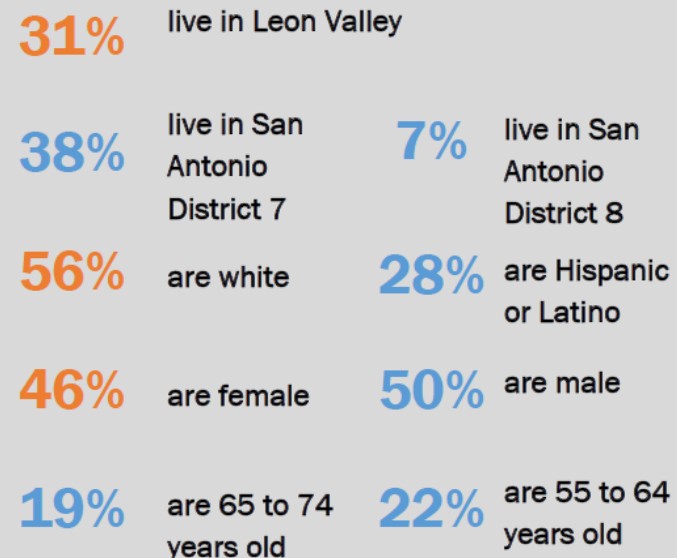 31% live in Leon Valley
38% live in San
Antonio
District 7
7% live in San
Antonio
District 8
56% are white
28% are Hispanic
or Latino
46% are female
50% are male
19% are 65 to 74
years old
22% are 55 to 64
years old